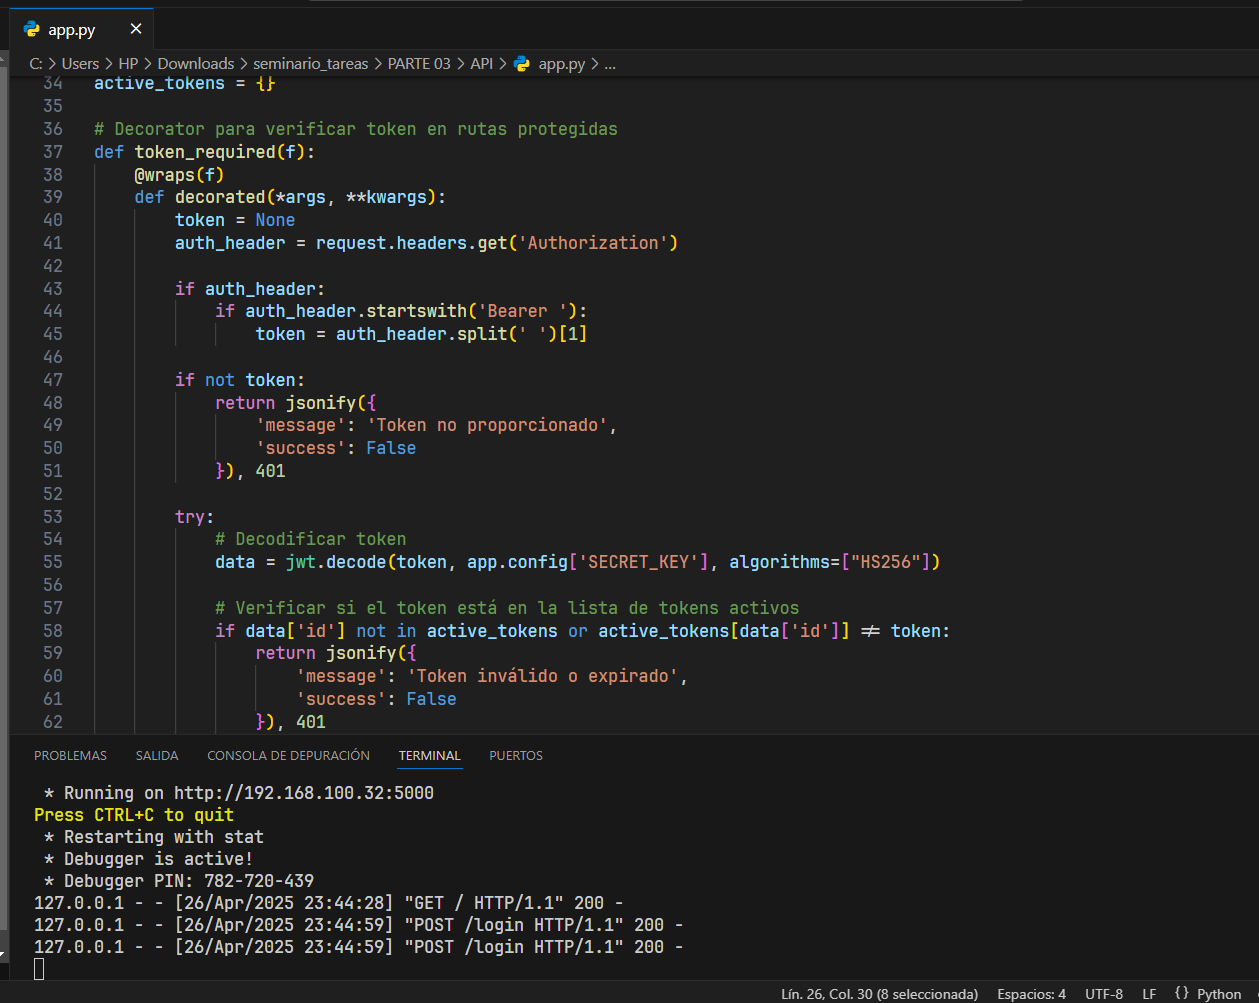 app.py ×
C: > Users > HP > Downloads > seminario_tareas > PARTE 03 > API > app.py > ...
34 active_tokens = {}
35
36 # Decorator para verificar token en rutas protegidas
37 def token_required(f):
38     @wraps(f)
39     def decorated(*args, **kwargs):
40         token = None
41         auth_header = request.headers.get('Authorization')
42
43         if auth_header:
44             if auth_header.startswith('Bearer '):
45                 token = auth_header.split(' ')[1]
46
47         if not token:
48             return jsonify({
49                 'message': 'Token no proporcionado',
50                 'success': False
51             }), 401
52
53         try:
54             # Decodificar token
55             data = jwt.decode(token, app.config['SECRET_KEY'], algorithms=["HS256"])
56
57             # Verificar si el token está en la lista de tokens activos
58             if data['id'] not in active_tokens or active_tokens[data['id']] ≠ token:
59                 return jsonify({
60                     'message': 'Token inválido o expirado',
61                     'success': False
62                 }), 401
PROBLEMAS SALIDA CONSOLA DE DEPURACIÓN TERMINAL PUERTOS
* Running on http://192.168.100.32:5000
Press CTRL+C to quit
* Restarting with stat
* Debugger is active!
* Debugger PIN: 782-720-439
127.0.0.1 - - [26/Apr/2025 23:44:28] "GET / HTTP/1.1" 200 -
127.0.0.1 - - [26/Apr/2025 23:44:59] "POST /login HTTP/1.1" 200 -
127.0.0.1 - - [26/Apr/2025 23:44:59] "POST /login HTTP/1.1" 200 -
Lín. 26, Col. 30 (8 seleccionada) Espacios: 4 UTF-8 LF {} Python